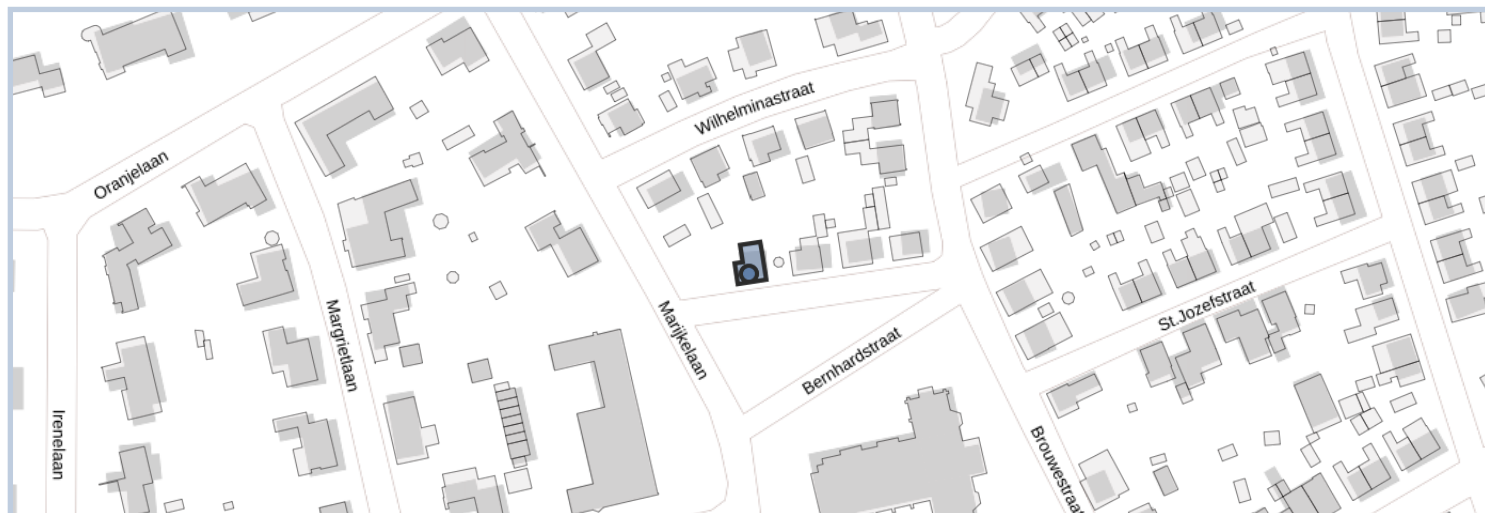 Wilhelminastraat
Oranjelaan
Margrietlaan
Marijkelaan
St.Jozefstraat
Bernhardstraat
Irenelaan
Brouwestraat